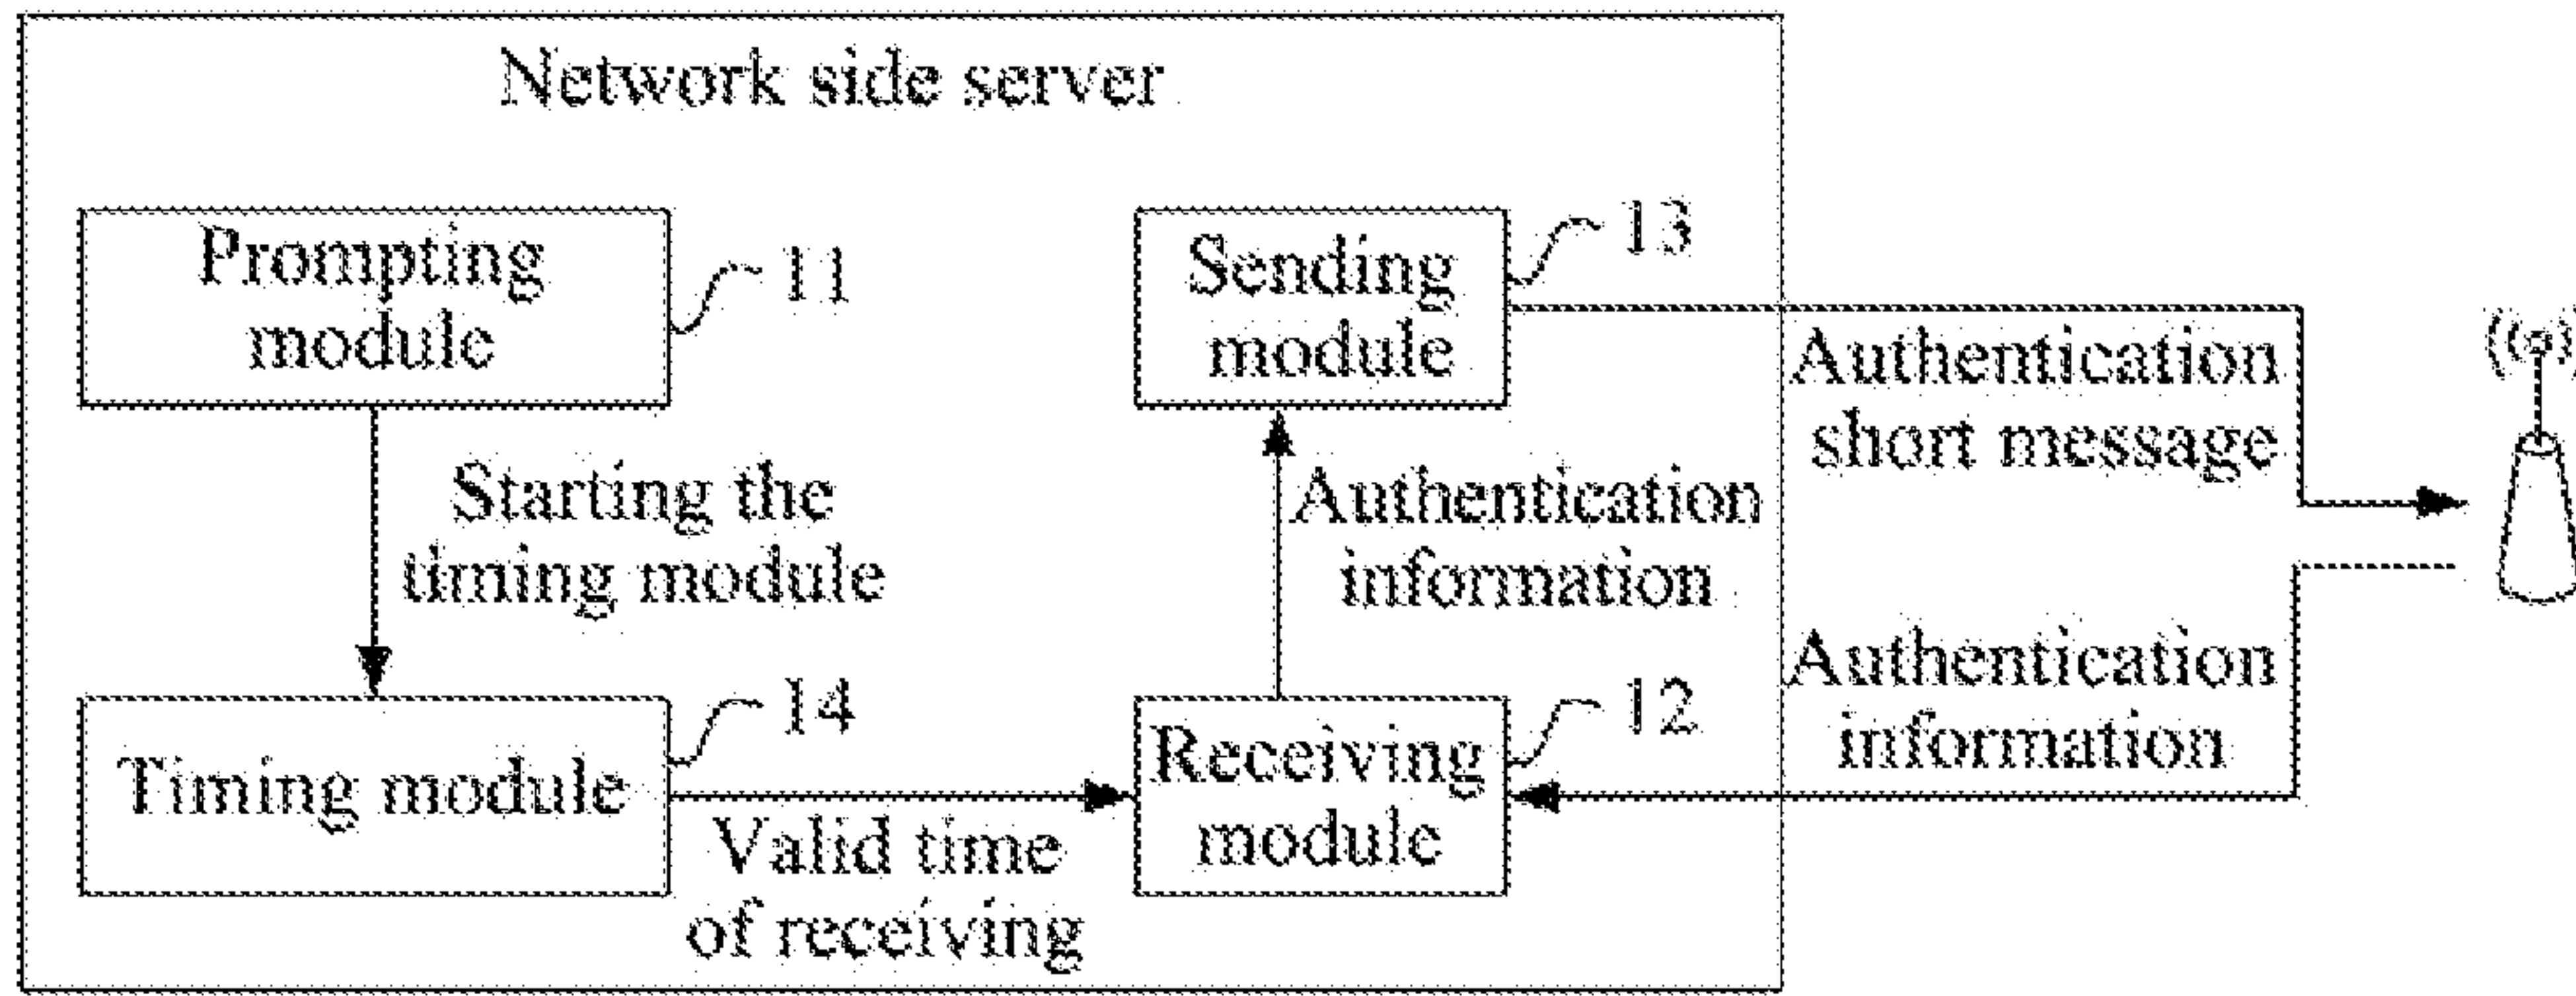 Network side server
Prompting
module
11
Sending
module
13
Authentication
short message
Starting the
timing module
Authentication
information
Authentication
information
Timing module
14
Valid time
of receiving
Receiving
module
12